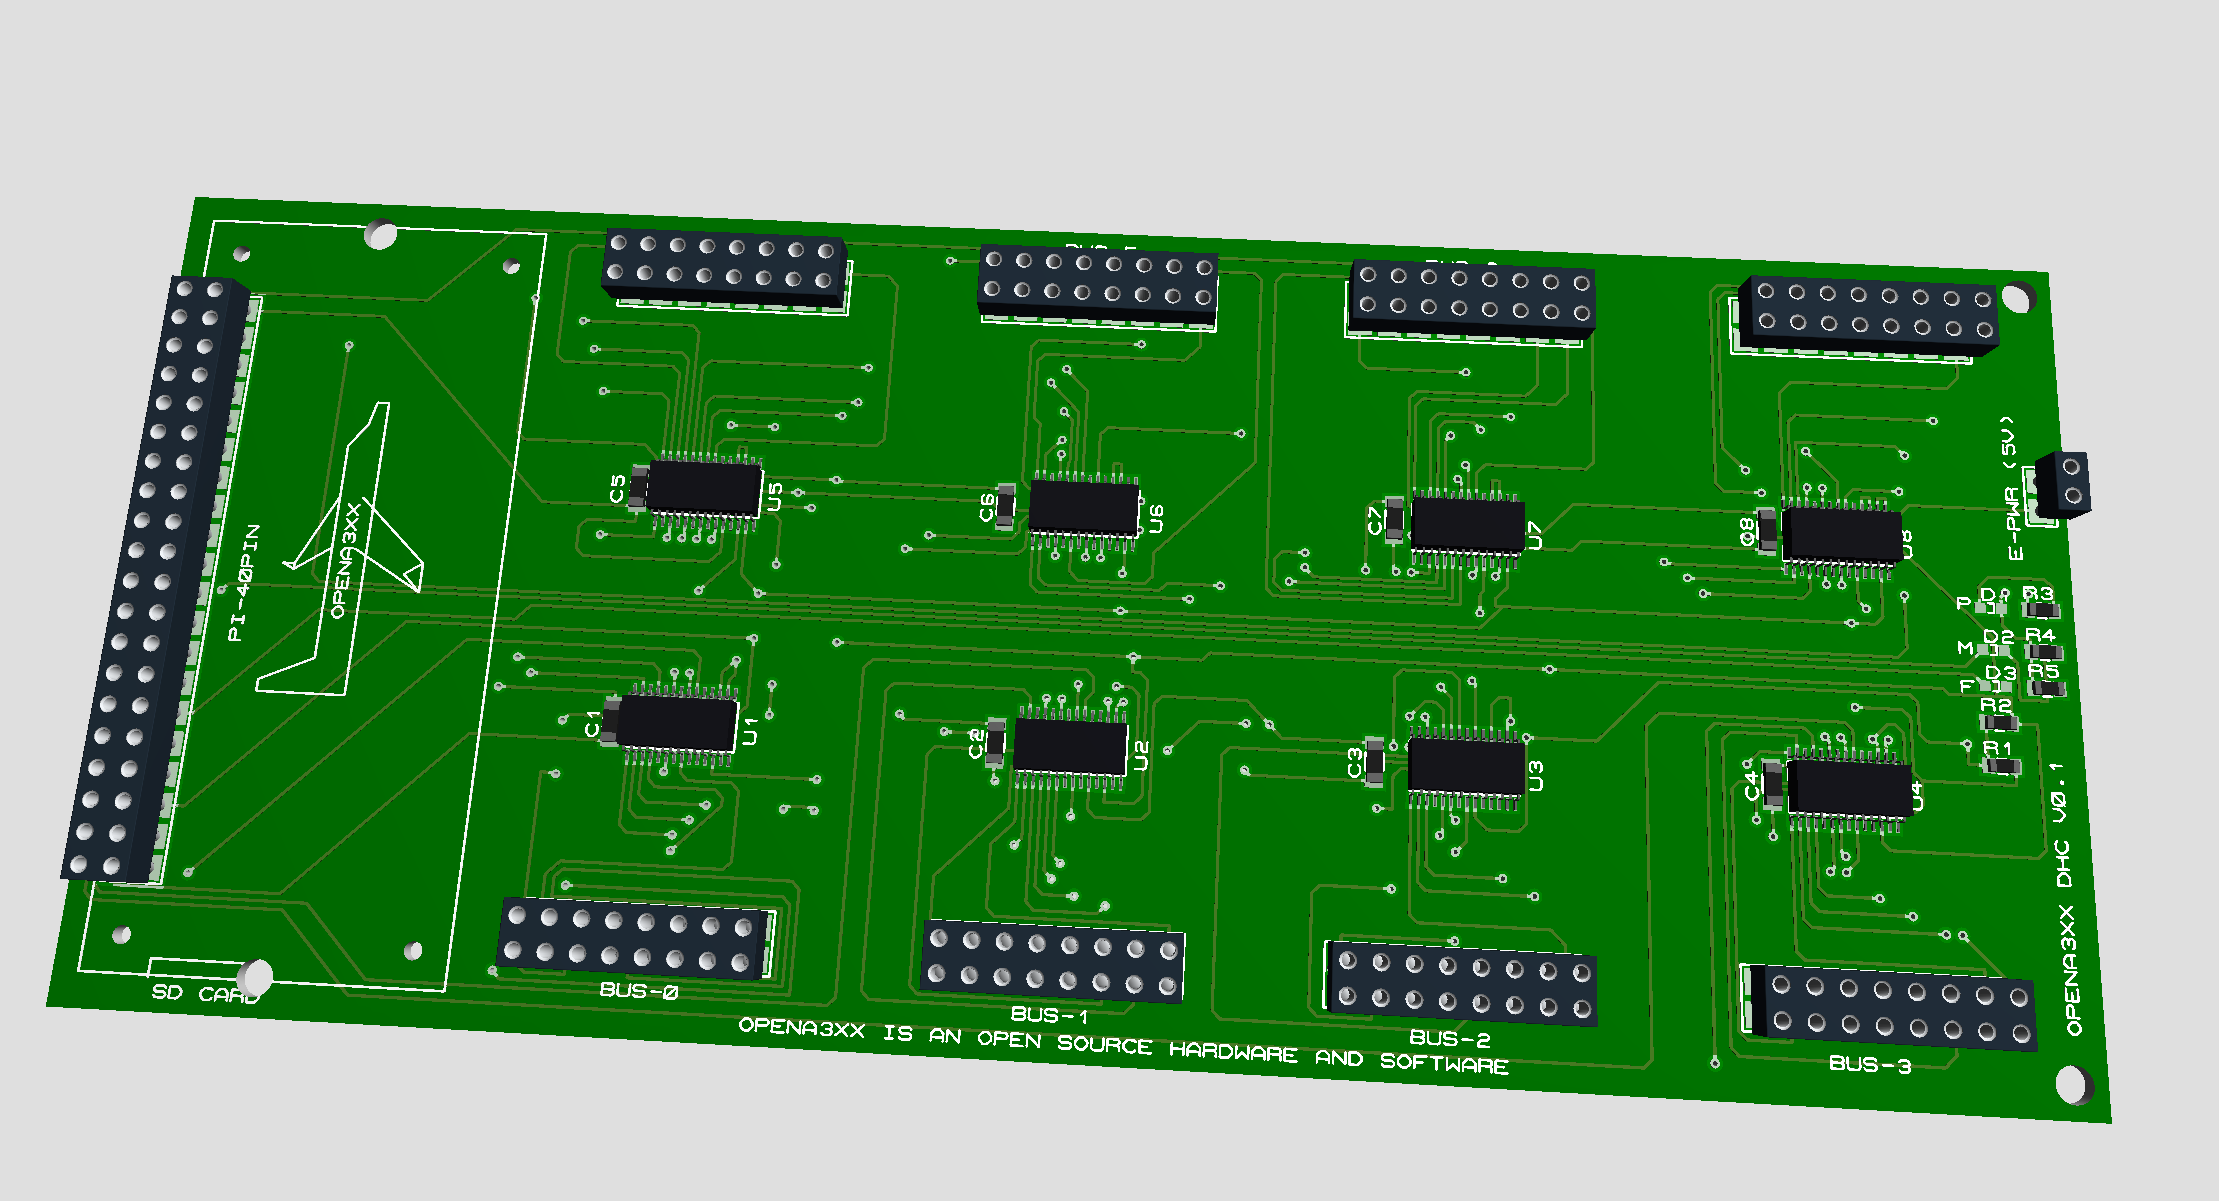 C5
U5
C6
U6
C7
U7
C8
U8
E-PWR (5V)
PI-40PIN
OPENA3XX
P
R3
M
D2
R4
F
D3
R5
R2
R1
C1
U1
C2
U2
C3
U3
C4
U4
SD CARD
BUS-0
BUS-1
BUS-2
BUS-3
OPENA3XX IS AN OPEN SOURCE HARDWARE AND SOFTWARE
OPENA3XX DHC V0.1